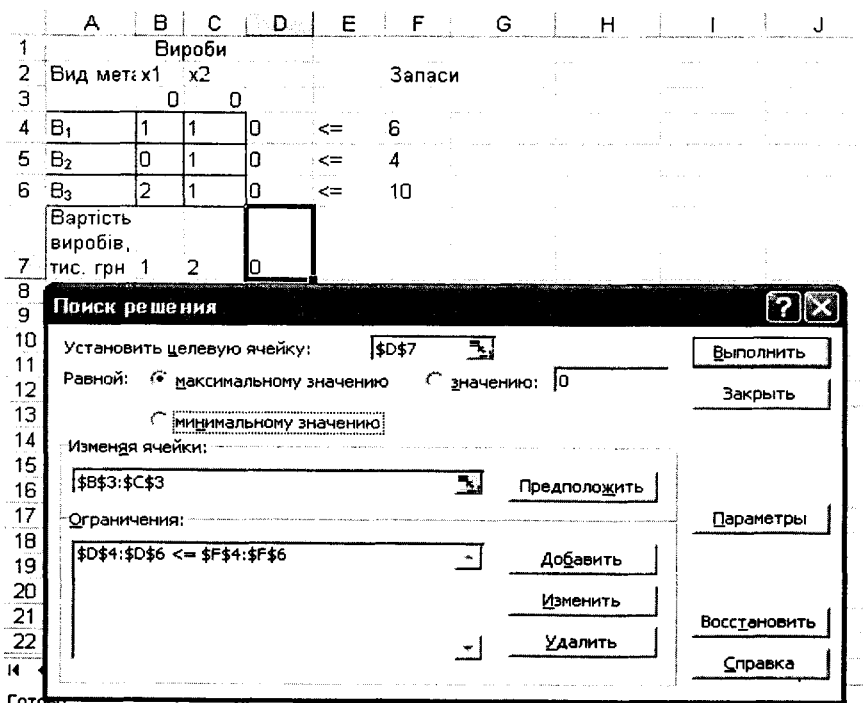 A B C D E F G H I J
1 Вироби
2 Вид мета x1 x2 Запаси
3 0 0
4 B₁ 1 1 0 <= 6
5 B₂ 0 1 0 <= 4
6 B₃ 2 1 0 <= 10
Вартість
виробів,
7 тис. грн 1 2 0
8
9 Поиск решения
10 Установить целевую ячейку: $D$7 Выполнить
11 Равной: максимальному значению значению: 0
12 Закрыть
13 минимальному значению
14 Изменяя ячейки:
15
16 $B$3:$C$3 Предположить
17 Ограничения: Параметры
18 $D$4:$D$6 <= $F$4:$F$6
19 Добавить
20 Изменить
21 Восстановить
22 Удалить
Справка